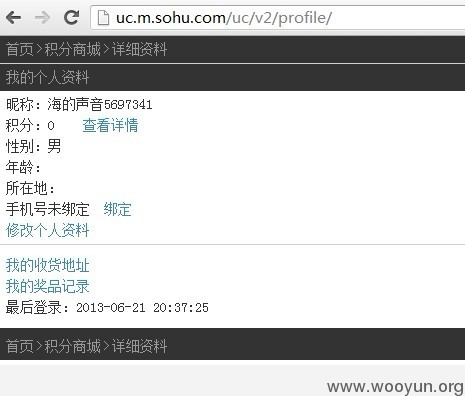 uc.m.sohu.com/uc/v2/profile/
首页>积分商城>详细资料
我的个人资料
昵称：海的声音5697341
积分：0 查看详情
性别：男
年龄：
所在地：
手机号未绑定 绑定
修改个人资料
我的收货地址
我的奖品记录
最后登录：2013-06-21 20:37:25
首页>积分商城>详细资料
www.wooyun.org